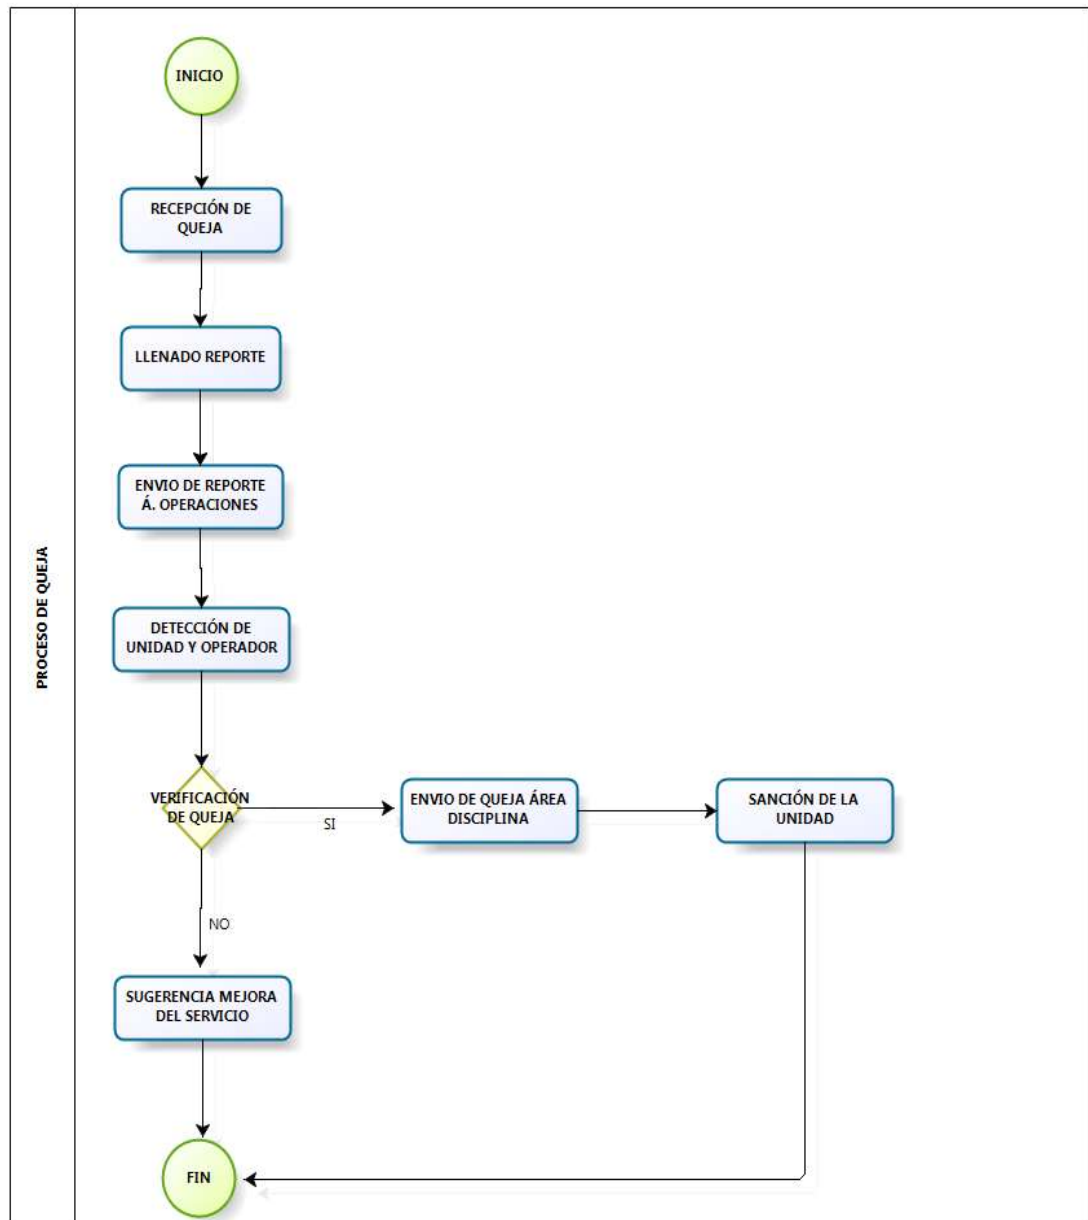 PROCESO DE QUEJA
INICIO
RECEPCIÓN DE
QUEJA
LLENADO REPORTE
ENVIO DE REPORTE
Á. OPERACIONES
DETECCIÓN DE
UNIDAD Y OPERADOR
VERIFICACIÓN
DE QUEJA
SI
ENVIO DE QUEJA ÁREA
DISCIPLINA
SANCIÓN DE LA
UNIDAD
NO
SUGERENCIA MEJORA
DEL SERVICIO
FIN